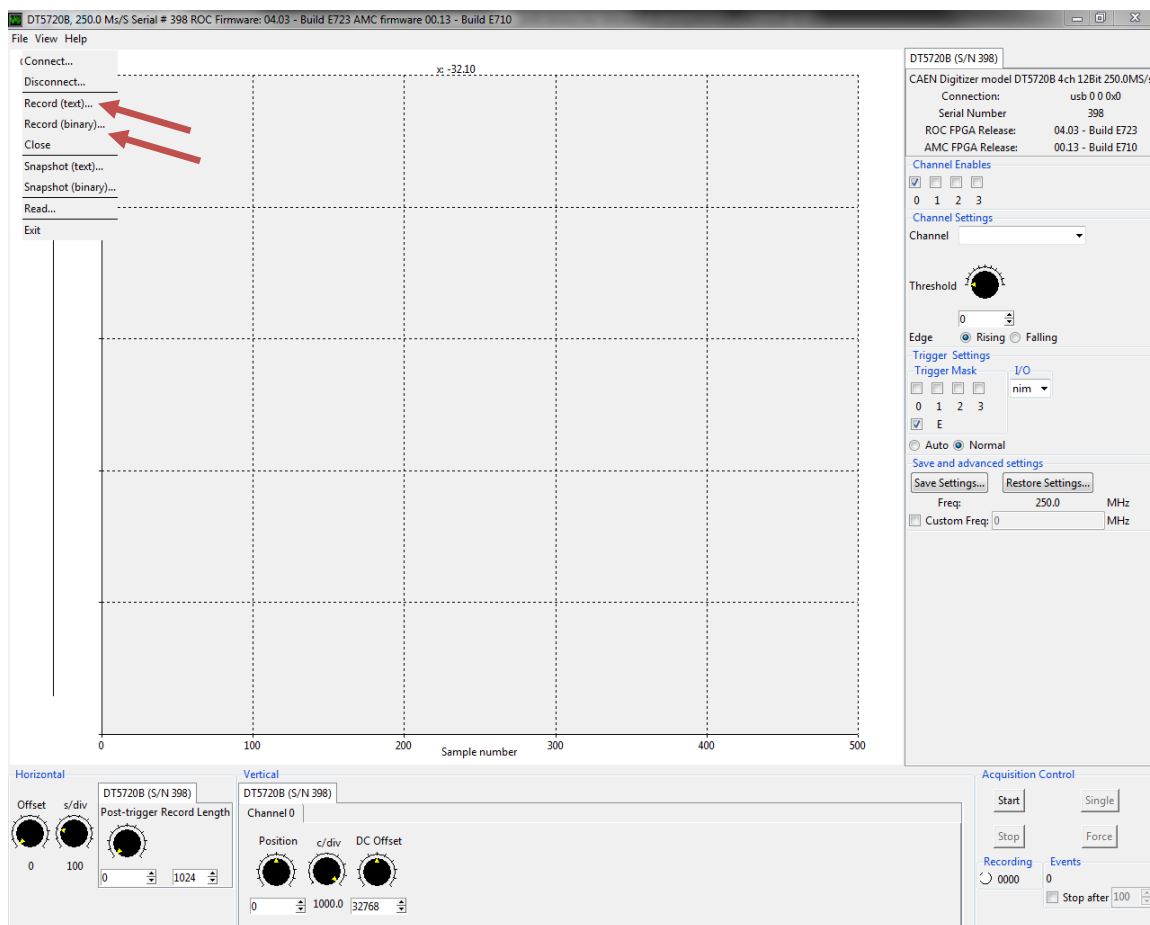 DT5720B, 250.0 Ms/S Serial # 398 ROC Firmware: 04.03 - Build E723 AMC firmware 00.13 - Build E710
File View Help
Connect...
Disconnect...
Record (text)...
Record (binary)...
Close
Snapshot (text)...
Snapshot (binary)...
Read...
Exit
x: -32.10
0 100 200 300 400 500
Sample number
DT5720B (S/N 398)
CAEN Digitizer model DT5720B 4ch 12Bit 250.0MS/s
Connection: usb 0 0 0x0
Serial Number 398
ROC FPGA Release: 04.03 - Build E723
AMC FPGA Release: 00.13 - Build E710
Channel Enables
0 1 2 3
Channel Settings
Channel
Threshold
0
Edge Rising Falling
Trigger Settings
Trigger Mask I/O
nim
0 1 2 3
E
Auto Normal
Save and advanced settings
Save Settings... Restore Settings...
Freq: 250.0 MHz
Custom Freq: 0 MHz
Horizontal
Offset s/div
0 100
DT5720B (S/N 398)
Post-trigger Record Length
0 1024
Vertical
DT5720B (S/N 398)
Channel 0
Position c/div DC Offset
0 1000.0 32768
Acquisition Control
Start Single
Stop Force
Recording Events
0000 0
Stop after 100